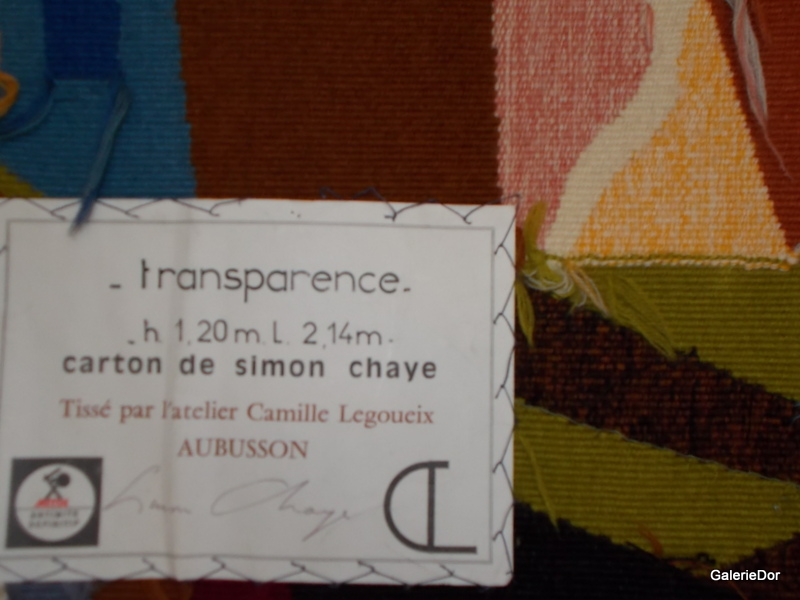 - transparence -
- h. 1,20 m L. 2,14 m -
carton de simon chaye
Tissé par l'atelier Camille Legoueix
AUBUSSON
Simon Chaye
CL
GalerieDor